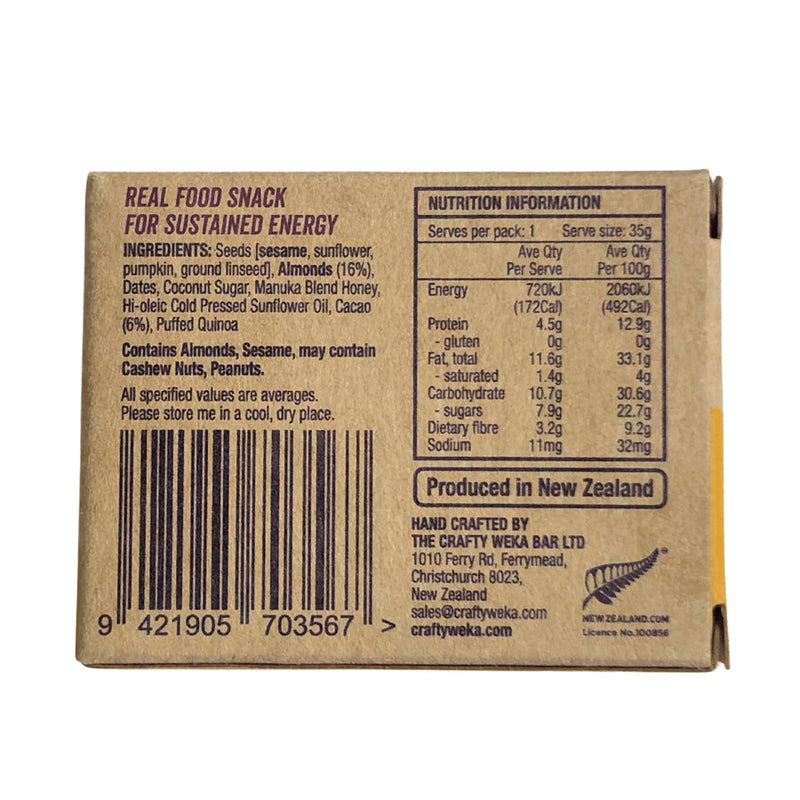 REAL FOOD SNACK
FOR SUSTAINED ENERGY
INGREDIENTS: Seeds [sesame, sunflower,
pumpkin, ground linseed], Almonds (16%),
Dates, Coconut Sugar, Manuka Blend Honey,
Hi-oleic Cold Pressed Sunflower Oil, Cacao
(6%), Puffed Quinoa
Contains Almonds, Sesame, may contain
Cashew Nuts, Peanuts.
All specified values are averages.
Please store me in a cool, dry place.
9 421905 703567 >
NUTRITION INFORMATION
Serves per pack: 1 Serve size: 35g
Ave Qty Ave Qty
Per Serve Per 100g
Energy 720kJ 2060kJ
(172Cal) (492Cal)
Protein 4.5g 12.9g
- gluten 0g 0g
Fat, total 11.6g 33.1g
- saturated 1.4g 4g
Carbohydrate 10.7g 30.6g
- sugars 7.9g 22.7g
Dietary fibre 3.2g 9.2g
Sodium 11mg 32mg
Produced in New Zealand
HAND CRAFTED BY
THE CRAFTY WEKA BAR LTD
1010 Ferry Rd, Ferrymead,
Christchurch 8023,
New Zealand
sales@craftyweka.com
craftyweka.com
NEWZEALAND.COM
Licence No.100856